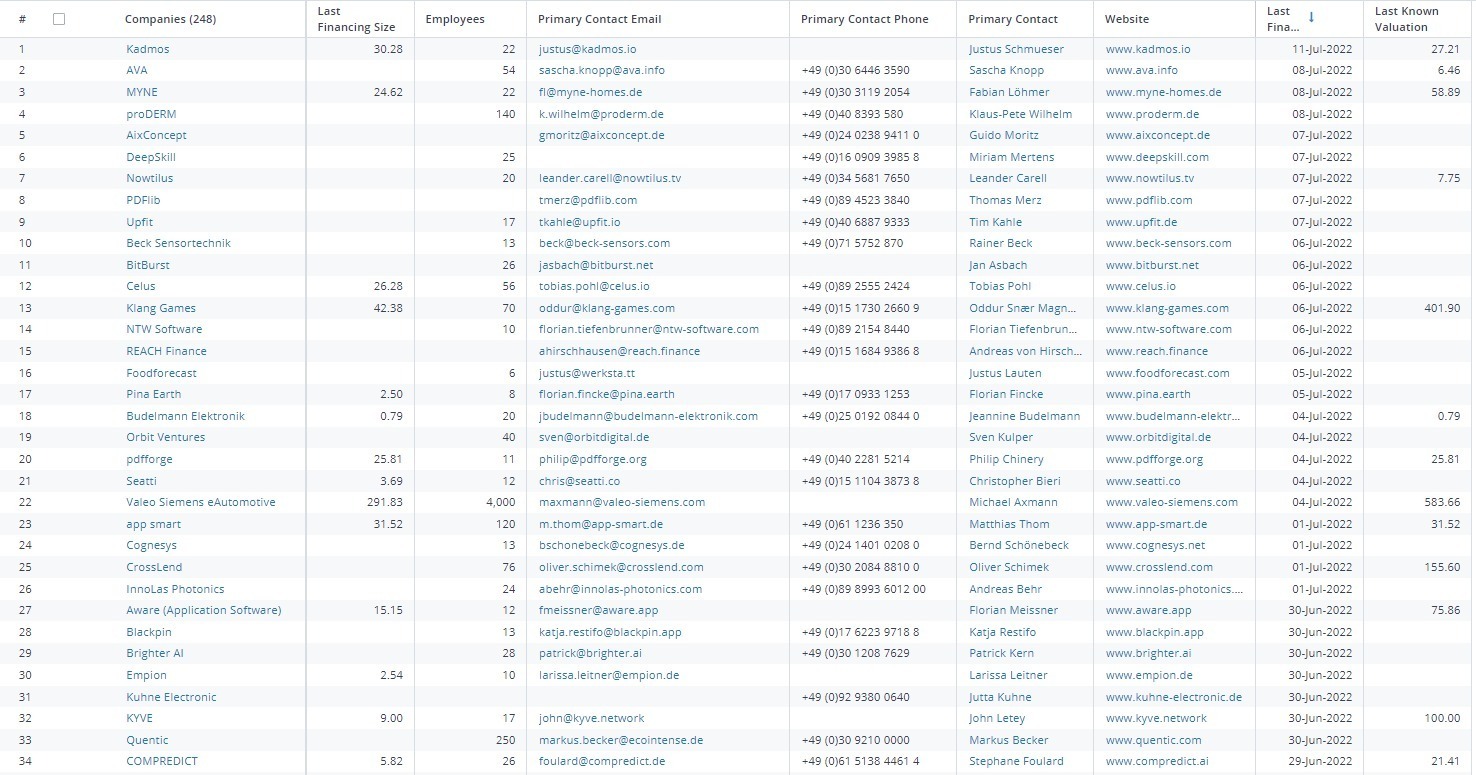 # Companies (248) Last Financing Size Employees Primary Contact Email Primary Contact Phone Primary Contact Website Last Fina... ↓ Last Known Valuation
1 Kadmos 30.28 22 justus@kadmos.io Justus Schmueser www.kadmos.io 11-Jul-2022 27.21
2 AVA 54 sascha.knopp@ava.info +49 (0)30 6446 3590 Sascha Knopp www.ava.info 08-Jul-2022 6.46
3 MYNE 24.62 22 fl@myne-homes.de +49 (0)30 3119 2054 Fabian Löhmer www.myne-homes.de 08-Jul-2022 58.89
4 proDERM 140 k.wilhelm@proderm.de +49 (0)40 8393 580 Klaus-Pete Wilhelm www.proderm.de 08-Jul-2022
5 AixConcept gmoritz@aixconcept.de +49 (0)24 0238 9411 0 Guido Moritz www.aixconcept.de 07-Jul-2022
6 DeepSkill 25 +49 (0)16 0909 3985 8 Miriam Mertens www.deepskill.com 07-Jul-2022
7 Nowtilus 20 leander.carell@nowtilus.tv +49 (0)34 5681 7650 Leander Carell www.nowtilus.tv 07-Jul-2022 7.75
8 PDFlib tmerz@pdflib.com +49 (0)89 4523 3840 Thomas Merz www.pdflib.com 07-Jul-2022
9 Upfit 17 tkahle@upfit.io +49 (0)40 6887 9333 Tim Kahle www.upfit.de 07-Jul-2022
10 Beck Sensortechnik 13 beck@beck-sensors.com +49 (0)71 5752 870 Rainer Beck www.beck-sensors.com 06-Jul-2022
11 BitBurst 26 jasbach@bitburst.net Jan Asbach www.bitburst.net 06-Jul-2022
12 Celus 26.28 56 tobias.pohl@celus.io +49 (0)89 2555 2424 Tobias Pohl www.celus.io 06-Jul-2022
13 Klang Games 42.38 70 oddur@klang-games.com +49 (0)15 1730 2660 9 Oddur Snær Magn... www.klang-games.com 06-Jul-2022 401.90
14 NTW Software 10 florian.tiefenbrunner@ntw-software.com +49 (0)89 2154 8440 Florian Tiefenbrun... www.ntw-software.com 06-Jul-2022
15 REACH Finance ahirschhausen@reach.finance +49 (0)15 1684 9386 8 Andreas von Hirsch... www.reach.finance 06-Jul-2022
16 Foodforecast 6 justus@werksta.tt Justus Lauten www.foodforecast.com 05-Jul-2022
17 Pina Earth 2.50 8 florian.fincke@pina.earth +49 (0)17 0933 1253 Florian Fincke www.pina.earth 05-Jul-2022
18 Budelmann Elektronik 0.79 20 jbudelmann@budelmann-elektronik.com +49 (0)25 0192 0844 0 Jeannine Budelmann www.budelmann-elektr... 04-Jul-2022 0.79
19 Orbit Ventures 40 sven@orbitdigital.de Sven Kulper www.orbitdigital.de 04-Jul-2022
20 pdfforge 25.81 11 philip@pdfforge.org +49 (0)40 2281 5214 Philip Chinery www.pdfforge.org 04-Jul-2022 25.81
21 Seatti 3.69 12 chris@seatti.co +49 (0)15 1104 3873 8 Christopher Bieri www.seatti.co 04-Jul-2022
22 Valeo Siemens eAutomotive 291.83 4,000 maxmann@valeo-siemens.com Michael Axmann www.valeo-siemens.com 04-Jul-2022 583.66
23 app smart 31.52 120 m.thom@app-smart.de +49 (0)61 1236 350 Matthias Thom www.app-smart.de 01-Jul-2022 31.52
24 Cognesys 13 bschonebeck@cognesys.de +49 (0)24 1401 0208 0 Bernd Schönebeck www.cognesys.net 01-Jul-2022
25 CrossLend 76 oliver.schimek@crosslend.com +49 (0)30 2084 8810 0 Oliver Schimek www.crosslend.com 01-Jul-2022 155.60
26 InnoLas Photonics 24 abehr@innolas-photonics.com +49 (0)89 8993 6012 00 Andreas Behr www.innolas-photonics.... 01-Jul-2022
27 Aware (Application Software) 15.15 12 fmeissner@aware.app Florian Meissner www.aware.app 30-Jun-2022 75.86
28 Blackpin 13 katja.restifo@blackpin.app +49 (0)17 6223 9718 8 Katja Restifo www.blackpin.app 30-Jun-2022
29 Brighter AI 28 patrick@brighter.ai +49 (0)30 1208 7629 Patrick Kern www.brighter.ai 30-Jun-2022
30 Empion 2.54 10 larissa.leitner@empion.de Larissa Leitner www.empion.de 30-Jun-2022
31 Kuhne Electronic +49 (0)92 9380 0640 Jutta Kuhne www.kuhne-electronic.de 30-Jun-2022
32 KYVE 9.00 17 john@kyve.network John Letey www.kyve.network 30-Jun-2022 100.00
33 Quentic 250 markus.becker@ecointense.de +49 (0)30 9210 0000 Markus Becker www.quentic.com 30-Jun-2022
34 COMPREDICT 5.82 26 foulard@compredict.de +49 (0)61 5138 4461 4 Stephane Foulard www.compredict.ai 29-Jun-2022 21.41